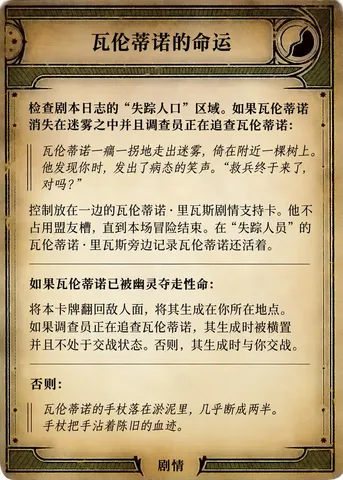 瓦伦蒂诺的命运
检查剧本日志的“失踪人口”区域。如果瓦伦蒂诺
消失在迷雾之中并且调查员正在追查瓦伦蒂诺：
瓦伦蒂诺一瘸一拐地走出迷雾，倚在附近一棵树上。
他发现你时，发出了病态的笑声。“救兵终于来了，
对吗？”
控制放在一边的瓦伦蒂诺·里瓦斯剧情支持卡。他不
占用盟友槽，直到本场冒险结束。在“失踪人员”的
瓦伦蒂诺·里瓦斯旁边记录瓦伦蒂诺还活着。
如果瓦伦蒂诺已被幽灵夺走性命：
将本卡牌翻回敌人面，将其生成在你所在地点。
如果调查员正在追查瓦伦蒂诺，其生成时被横置
并且不处于交战状态。否则，其生成时与你交战。
否则：
瓦伦蒂诺的手杖落在淤泥里，几乎断成两半。
手杖把手沾着陈旧的血迹。
剧情